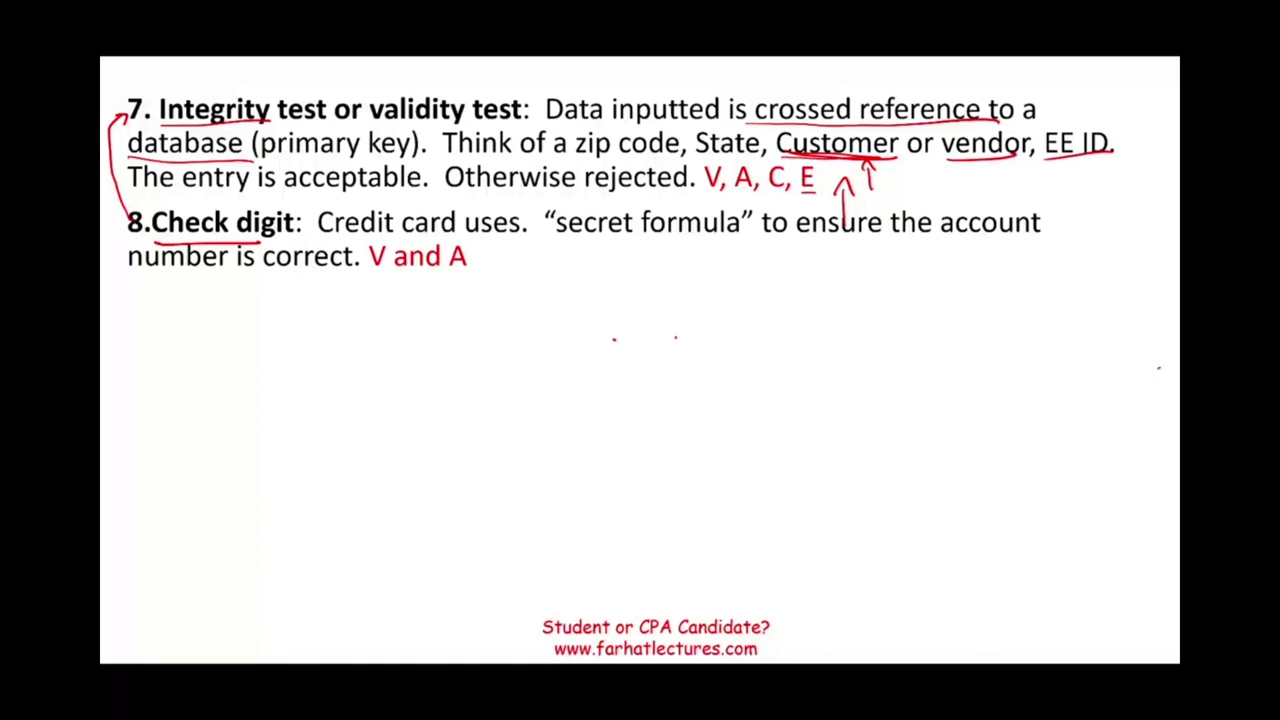 7. Integrity test or validity test: Data inputted is crossed reference to a
database (primary key). Think of a zip code, State, Customer or vendor, EE ID.
The entry is acceptable. Otherwise rejected. V, A, C, E
8.Check digit: Credit card uses. “secret formula” to ensure the account
number is correct. V and A
Student or CPA Candidate?
www.farhatlectures.com